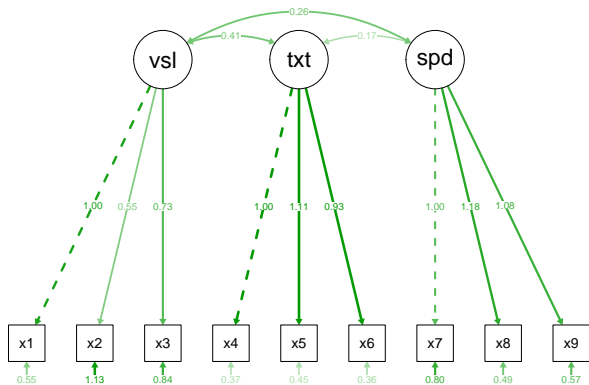 0.26
0.41 0.17
vsl txt spd
1.00 0.55 0.73 1.00 1.11 0.93 1.00 1.18 1.08
x1 x2 x3 x4 x5 x6 x7 x8 x9
0.55 1.13 0.84 0.37 0.45 0.36 0.80 0.49 0.57